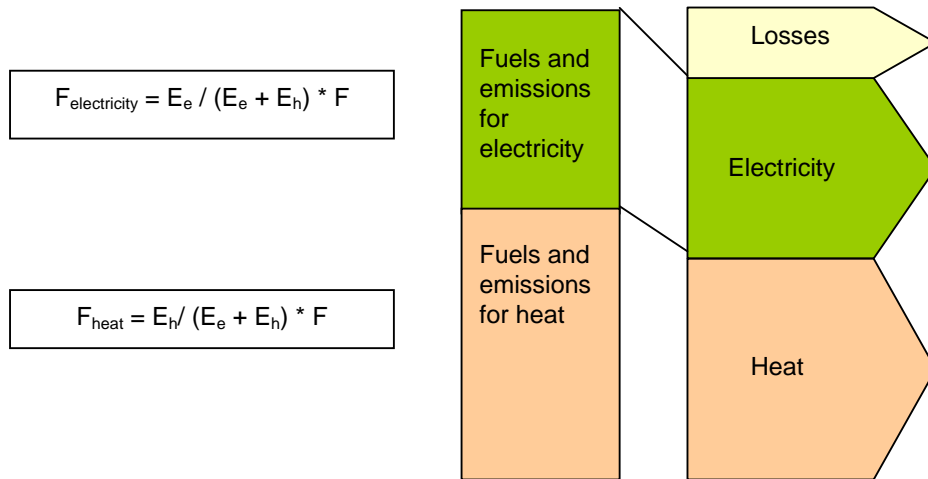 F_electricity = E_e / (E_e + E_h) * F
F_heat = E_h/ (E_e + E_h) * F
Fuels and
emissions
for
electricity
Fuels and
emissions
for heat
Losses
Electricity
Heat